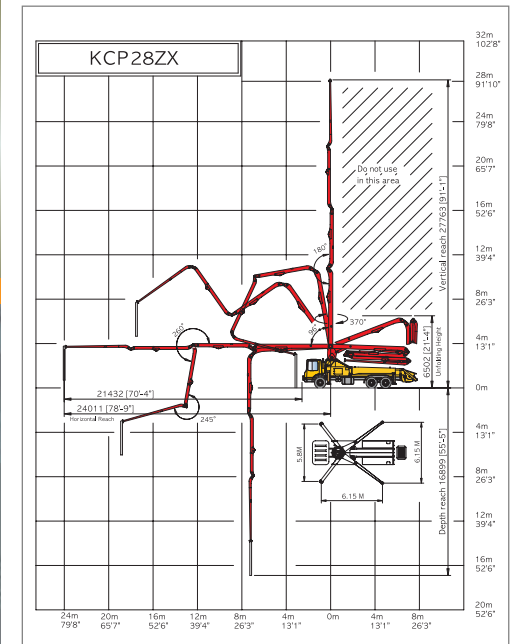 KCP28ZX
32m
102'8"
28m
91'10"
24m
79'8"
20m
65'7"
16m
52'6"
12m
39'4"
8m
26'3"
4m
13'1"
0m
4m
13'1"
8m
26'3"
12m
39'4"
16m
52'6"
20m
52'6"
Do not use
in this area
Vertical reach 27763 [91'-1"]
180°
370°
96°
260°
245°
6502 [21'-4"]
Unfolding Height
21432 [70'-4"]
24011 [78'-9"]
Horizontal Reach
Depth reach 16899 [55'-5"]
5.8M
6.15 M
6.15 M
24m
79'8"
20m
65'7"
16m
52'6"
12m
39'4"
8m
26'3"
4m
13'1"
0m
4m
13'1"
8m
26'3"